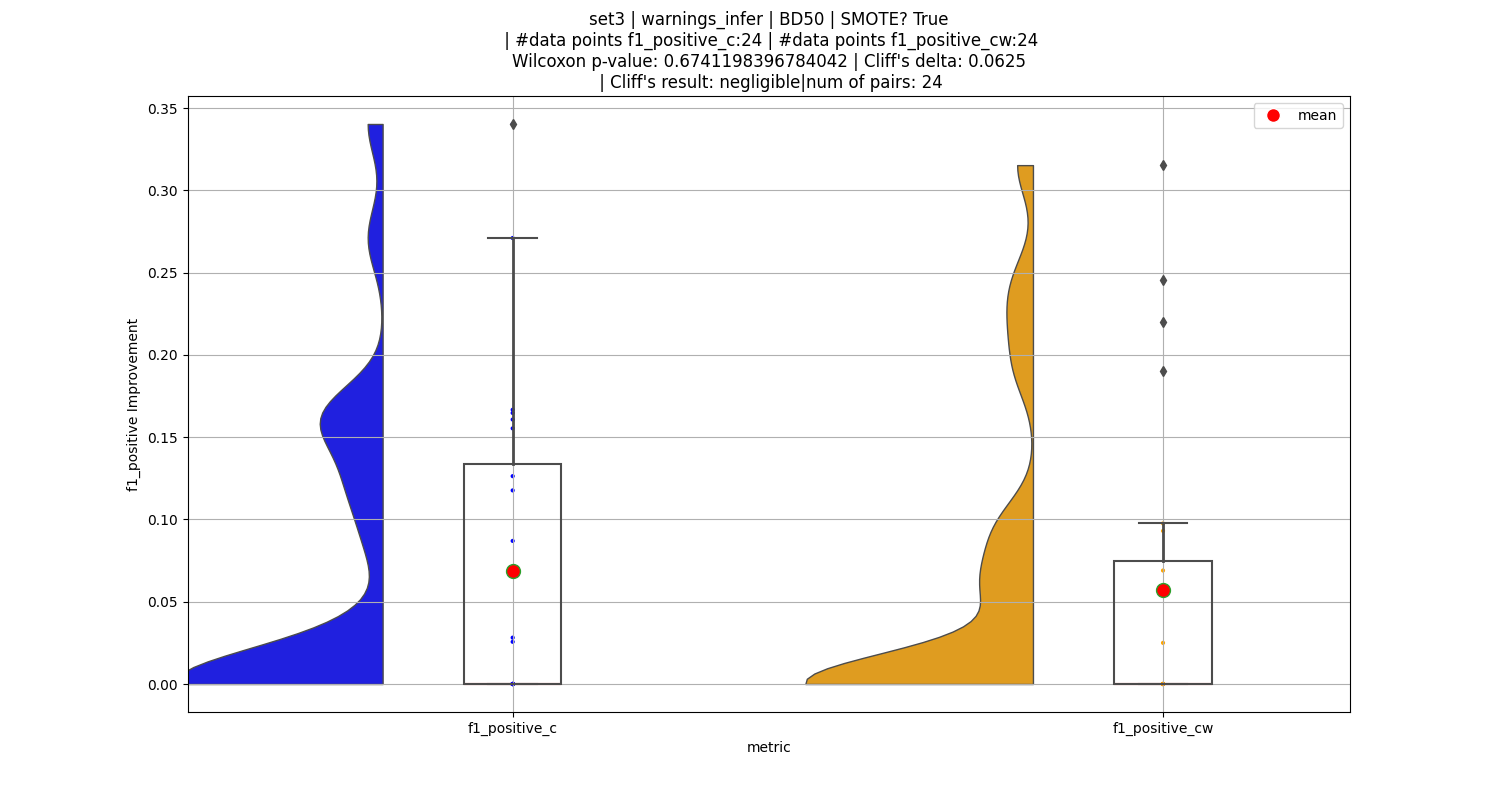 set3 | warnings_infer | BD50 | SMOTE? True
| #data points f1_positive_c:24 | #data points f1_positive_cw:24
Wilcoxon p-value: 0.6741198396784042 | Cliff's delta: 0.0625
| Cliff's result: negligible|num of pairs: 24
mean
0.35
0.30
0.25
0.20
0.15
0.10
0.05
0.00
f1_positive Improvement
f1_positive_c
f1_positive_cw
metric